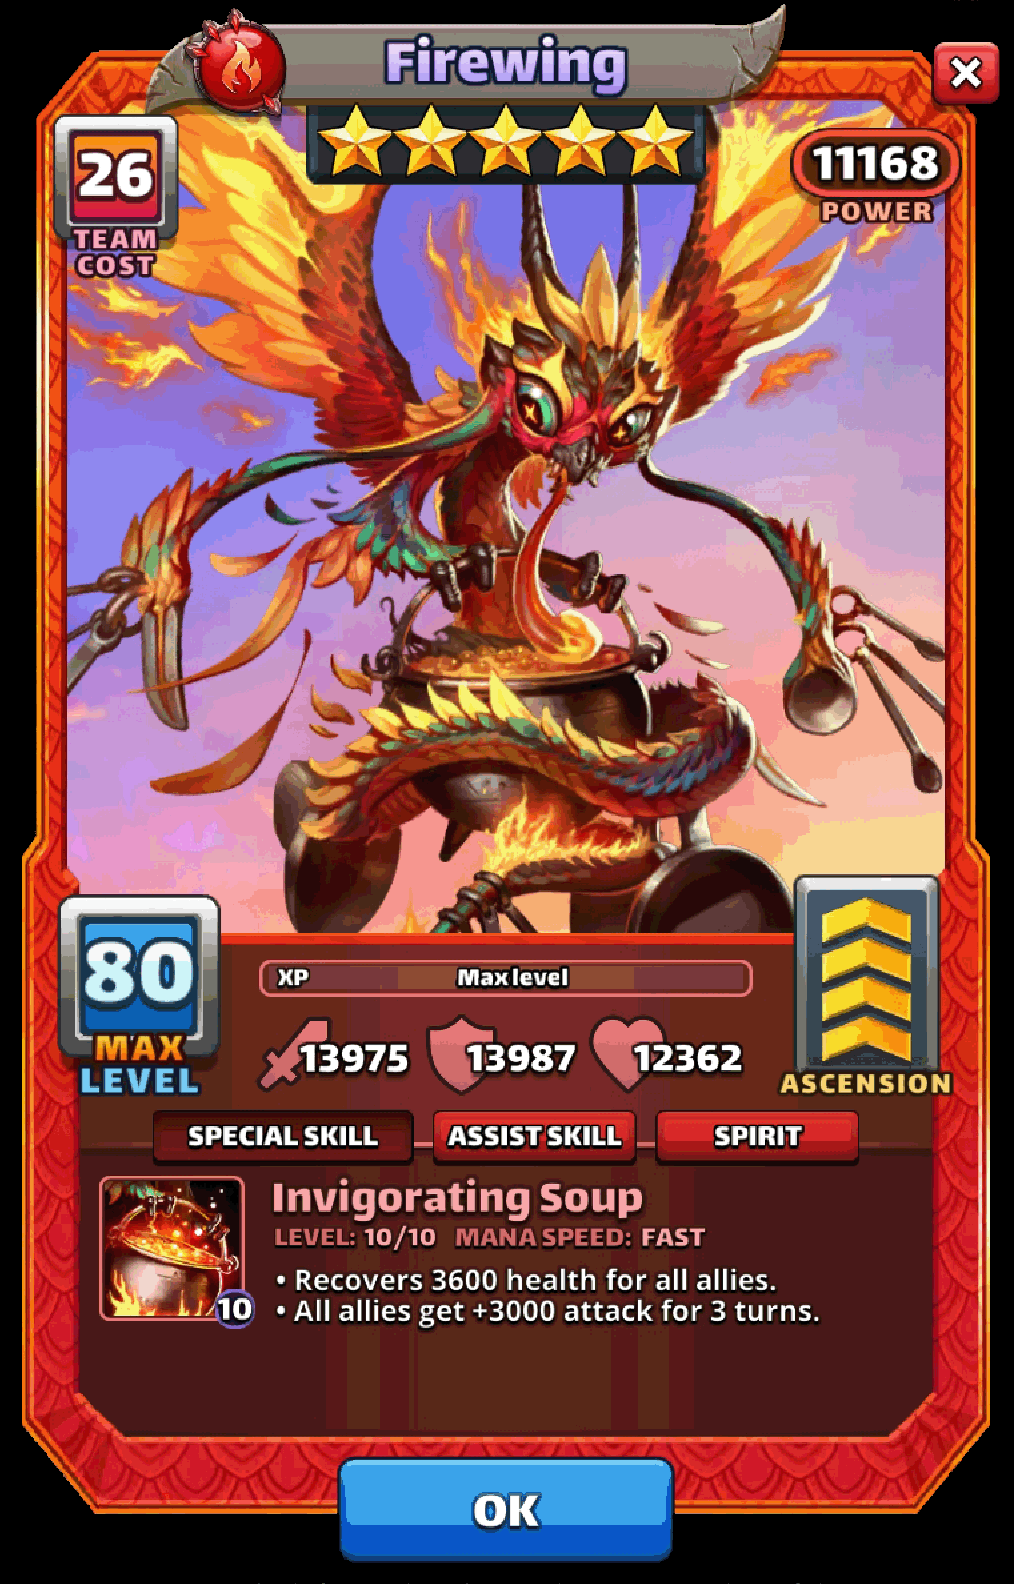 Firewing
26
TEAM
COST
11168
POWER
80
MAX
LEVEL
XP
Max level
13975
13987
12362
ASCENSION
SPECIAL SKILL
ASSIST SKILL
SPIRIT
Invigorating Soup
LEVEL: 10/10 MANA SPEED: FAST
10
• Recovers 3600 health for all allies.
• All allies get +3000 attack for 3 turns.
OK